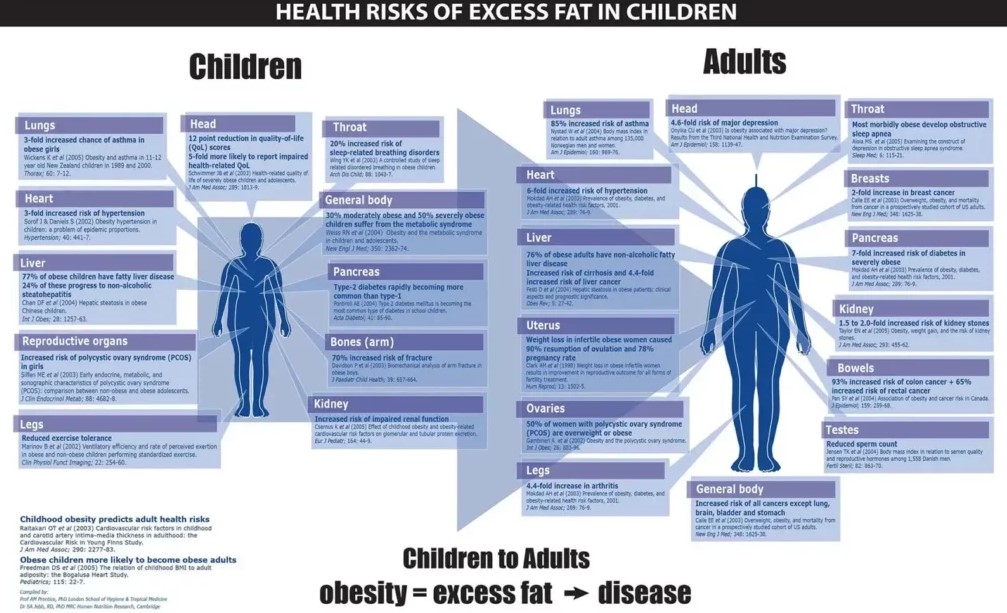 HEALTH RISKS OF EXCESS FAT IN CHILDREN
Children
Lungs
3-fold increased chance of asthma in
obese girls
Wickens K et al (2005) Obesity and asthma in 11-12
year old New Zealand children in 1989 and 2000.
Thorax; 60: 7-12.
Heart
3-fold increased risk of hypertension
Sorof J & Daniels S (2002) Obesity hypertension in
children: a problem of epidemic proportions.
Hypertension; 40: 441-7.
Liver
77% of obese children have fatty liver disease
24% of these progress to non-alcoholic
steatohepatitis
Chan DF et al (2004) Hepatic steatosis in obese
Chinese children.
Int J Obes; 28: 1257-63.
Reproductive organs
Increased risk of polycystic ovary syndrome (PCOS)
in girls
Silfen ME et al (2003) Early endocrine, metabolic, and
sonographic characteristics of polycystic ovary syndrome
(PCOS): comparison between non-obese and obese adolescents.
J Clin Endocrinol Metab; 88: 4682-8.
Legs
Reduced exercise tolerance
Marinov B et al (2002) Ventilatory efficiency and rate of perceived exertion
in obese and non-obese children performing standardized exercise.
Clin Physiol Funct Imaging; 22: 254-60.
Head
12 point reduction in quality-of-life
(QoL) scores
5-fold more likely to report impaired
health-related QoL
Schwimmer JB et al (2003) Health-related quality of
life of severely obese children and adolescents.
J Am Med Assoc; 289: 1813-9.
Throat
20% increased risk of
sleep-related breathing disorders
Wing YK et al (2003) A controlled study of sleep
related disordered breathing in obese children.
Arch Dis Child; 88: 1043-7.
General body
30% moderately obese and 50% severely obese
children suffer from the metabolic syndrome
Weiss RN et al (2004) Obesity and the metabolic syndrome
in children and adolescents.
New Engl J Med; 350: 2362-74.
Pancreas
Type-2 diabetes rapidly becoming more
common than type-1
et al (2004) Type 2 diabetes mellitus is becoming the
most common type of diabetes in school children.
Acta Diabetol; 41: 85-90.
Bones (arm)
70% increased risk of fracture
Davidson P et al (2003) Biomechanical analysis of arm fracture in
obese boys.
J Paediatr Child Health; 39: 657-664.
Kidney
Increased risk of impaired renal function
et al (2005) Effect of childhood obesity and obesity-related
cardiovascular risk factors on glomerular and tubular protein excretion.
Eur J Pediatr; 164: 44-9.
Adults
Lungs
85% increased risk of asthma
Nystad W et al (2004) Body mass index in
relation to adult asthma among 135,000
Norwegian men and women.
Am J Epidemiol; 160: 969-76.
Heart
6-fold increased risk of hypertension
Mokdad AH et al (2003) Prevalence of obesity, diabetes,
and obesity-related health risk factors, 2001.
J Am Med Assoc; 289: 76-9.
Liver
76% of obese adults have non-alcoholic fatty
liver disease
Increased risk of cirrhosis and 4.4-fold
increased risk of liver cancer
Festi D et al (2004) Hepatic steatosis in obese patients: clinical
aspects and prognostic significance.
Obes Rev; 5: 27-42.
Uterus
Weight loss in infertile obese women caused
90% resumption of ovulation and 78%
pregnancy rate
Clark AM et al (1998) Weight loss in obese infertile women
results in improvement in reproductive outcome for all forms of
fertility treatment.
Hum Reprod; 13: 1502-5.
Ovaries
50% of women with polycystic ovary syndrome
(PCOS) are overweight or obese
Gambineri A. et al (2002) Obesity and the polycystic ovary syndrome.
Int J Obes; 26: 883-96.
Legs
4.4-fold increase in arthritis
Mokdad AH et al (2003) Prevalence of obesity, diabetes, and
obesity-related health risk factors, 2001.
J Am Med Assoc; 289: 76-9.
Head
4.6-fold risk of major depression
Onyike CU et al (2003) Is obesity associated with major depression?
Results from the Third National Health and Nutrition Examination Survey.
Am J Epidemiol; 158: 1139-47.
Throat
Most morbidly obese develop obstructive
sleep apnea
et al (2005) Examining the construct of
depression in obstructive sleep apnea syndrome.
Sleep Med; 6: 115-21.
Breasts
2-fold increase in breast cancer
Calle EE et al (2003) Overweight, obesity, and mortality
from cancer in a prospectively studied cohort of US adults.
New Eng J Med; 348: 1625-38.
Pancreas
7-fold increased risk of diabetes in
severely obese
Mokdad AH et al (2003) Prevalence of obesity, diabetes,
and obesity-related health risk factors, 2001.
J Am Med Assoc; 289: 76-9.
Kidney
1.5 to 2.0-fold increased risk of kidney stones
Taylor EN et al (2005) Obesity, weight gain, and the risk of kidney
stones.
J Am Med Assoc; 293: 455-62.
Bowels
93% increased risk of colon cancer + 65%
increased risk of rectal cancer
Pan SY et al (2004) Association of obesity and cancer risk in Canada.
J Epidemiol; 159: 259-68.
Testes
Reduced sperm count
Jensen TK et al (2004) Body mass index in relation to semen quality
and reproductive hormones among 1,558 Danish men.
Fertil Steril; 82: 863-70.
General body
Increased risk of all cancers except lung,
brain, bladder and stomach
Calle EE et al (2003) Overweight, obesity, and mortality from
cancer in a prospectively studied cohort of US adults.
New Eng J Med; 348: 1625-38.
Childhood obesity predicts adult health risks
Raitakari OT et al (2003) Cardiovascular risk factors in childhood
and carotid artery intima-media thickness in adulthood: the
Cardiovascular Risk in Young Finns Study.
J Am Med Assoc; 290: 2277-83.
Obese children more likely to become obese adults
Freedman DS et al (2005) The relation of childhood BMI to adult
adiposity: the Bogalusa Heart Study.
Pediatrics; 115: 22-7.
Compiled by:
Prof AM Prentice, PhD London School of Hygiene & Tropical Medicine
Dr SA Jebb, RD, PhD MRC Human Nutrition Research, Cambridge
Children to Adults
obesity = excess fat → disease